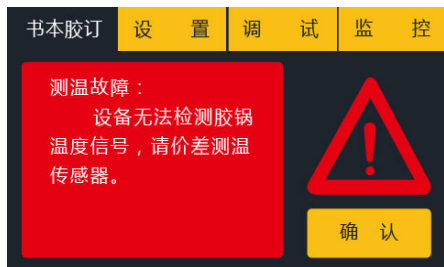 书本胶订 设 置 调 试 监 控
测温故障：
设备无法检测胶锅
温度信号，请价差测温
传感器。
确 认